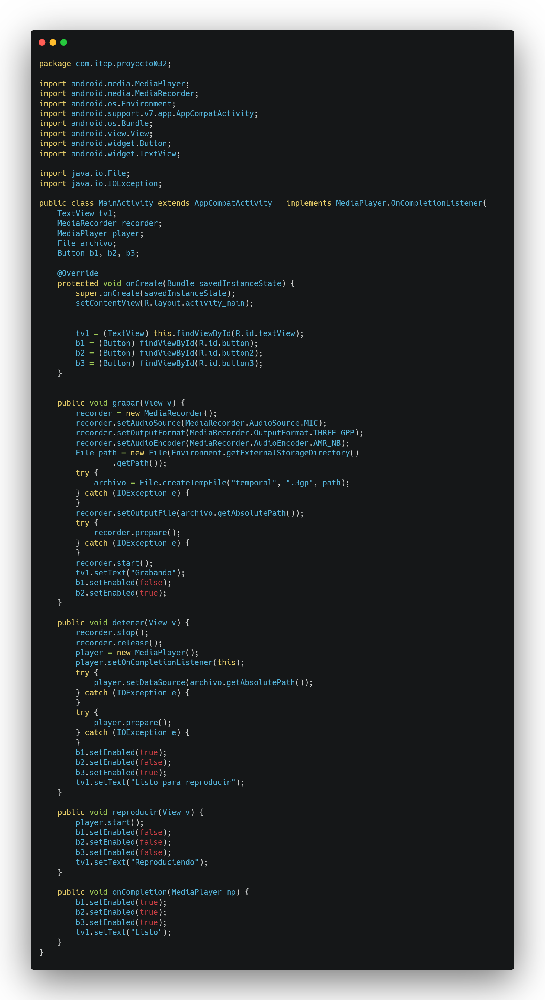 package com.itep.proyecto032;

import android.media.MediaPlayer;
import android.media.MediaRecorder;
import android.os.Environment;
import android.support.v7.app.AppCompatActivity;
import android.os.Bundle;
import android.view.View;
import android.widget.Button;
import android.widget.TextView;

import java.io.File;
import java.io.IOException;

public class MainActivity extends AppCompatActivity   implements MediaPlayer.OnCompletionListener{
    TextView tv1;
    MediaRecorder recorder;
    MediaPlayer player;
    File archivo;
    Button b1, b2, b3;

    @Override
    protected void onCreate(Bundle savedInstanceState) {
        super.onCreate(savedInstanceState);
        setContentView(R.layout.activity_main);


        tv1 = (TextView) this.findViewById(R.id.textView);
        b1 = (Button) findViewById(R.id.button);
        b2 = (Button) findViewById(R.id.button2);
        b3 = (Button) findViewById(R.id.button3);
    }


    public void grabar(View v) {
        recorder = new MediaRecorder();
        recorder.setAudioSource(MediaRecorder.AudioSource.MIC);
        recorder.setOutputFormat(MediaRecorder.OutputFormat.THREE_GPP);
        recorder.setAudioEncoder(MediaRecorder.AudioEncoder.AMR_NB);
        File path = new File(Environment.getExternalStorageDirectory()
                .getPath());
        try {
            archivo = File.createTempFile("temporal", ".3gp", path);
        } catch (IOException e) {
        }
        recorder.setOutputFile(archivo.getAbsolutePath());
        try {
            recorder.prepare();
        } catch (IOException e) {
        }
        recorder.start();
        tv1.setText("Grabando");
        b1.setEnabled(false);
        b2.setEnabled(true);
    }

    public void detener(View v) {
        recorder.stop();
        recorder.release();
        player = new MediaPlayer();
        player.setOnCompletionListener(this);
        try {
            player.setDataSource(archivo.getAbsolutePath());
        } catch (IOException e) {
        }
        try {
            player.prepare();
        } catch (IOException e) {
        }
        b1.setEnabled(true);
        b2.setEnabled(false);
        b3.setEnabled(true);
        tv1.setText("Listo para reproducir");
    }

    public void reproducir(View v) {
        player.start();
        b1.setEnabled(false);
        b2.setEnabled(false);
        b3.setEnabled(false);
        tv1.setText("Reproduciendo");
    }

    public void onCompletion(MediaPlayer mp) {
        b1.setEnabled(true);
        b2.setEnabled(true);
        b3.setEnabled(true);
        tv1.setText("Listo");
    }
}